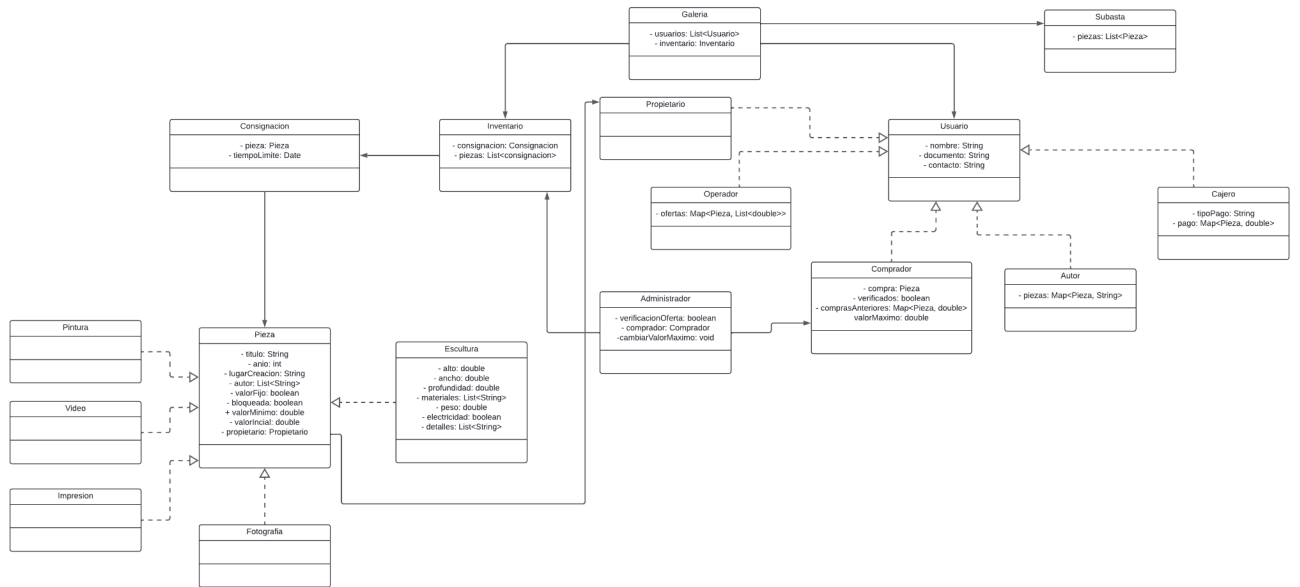 Galeria
- usuarios: List<Usuario>
- inventario: Inventario
Subasta
- piezas: List<Pieza>
Propietario
Consignacion
- pieza: Pieza
- tiempoLimite: Date
Inventario
- consignacion: Consignacion
- piezas: List<consignacion>
Usuario
- nombre: String
- documento: String
- contacto: String
Operador
- ofertas: Map<Pieza, List<double>>
Cajero
- tipoPago: String
- pago: Map<Pieza, double>
Comprador
- compra: Pieza
- verificados: boolean
- comprasAnteriores: Map<Pieza, double>
valorMaximo: double
Autor
- piezas: Map<Pieza, String>
Administrador
- verificacionOferta: boolean
- comprador: Comprador
-cambiarValorMaximo: void
Pintura
Pieza
- titulo: String
- anio: int
- lugarCreacion: String
- autor: List<String>
- valorFijo: boolean
- bloqueada: boolean
+ valorMinimo: double
- valorIncial: double
- propietario: Propietario
Escultura
- alto: double
- ancho: double
- profundidad: double
- materiales: List<String>
- peso: double
- electricidad: boolean
- detalles: List<String>
Video
Impresion
Fotografia